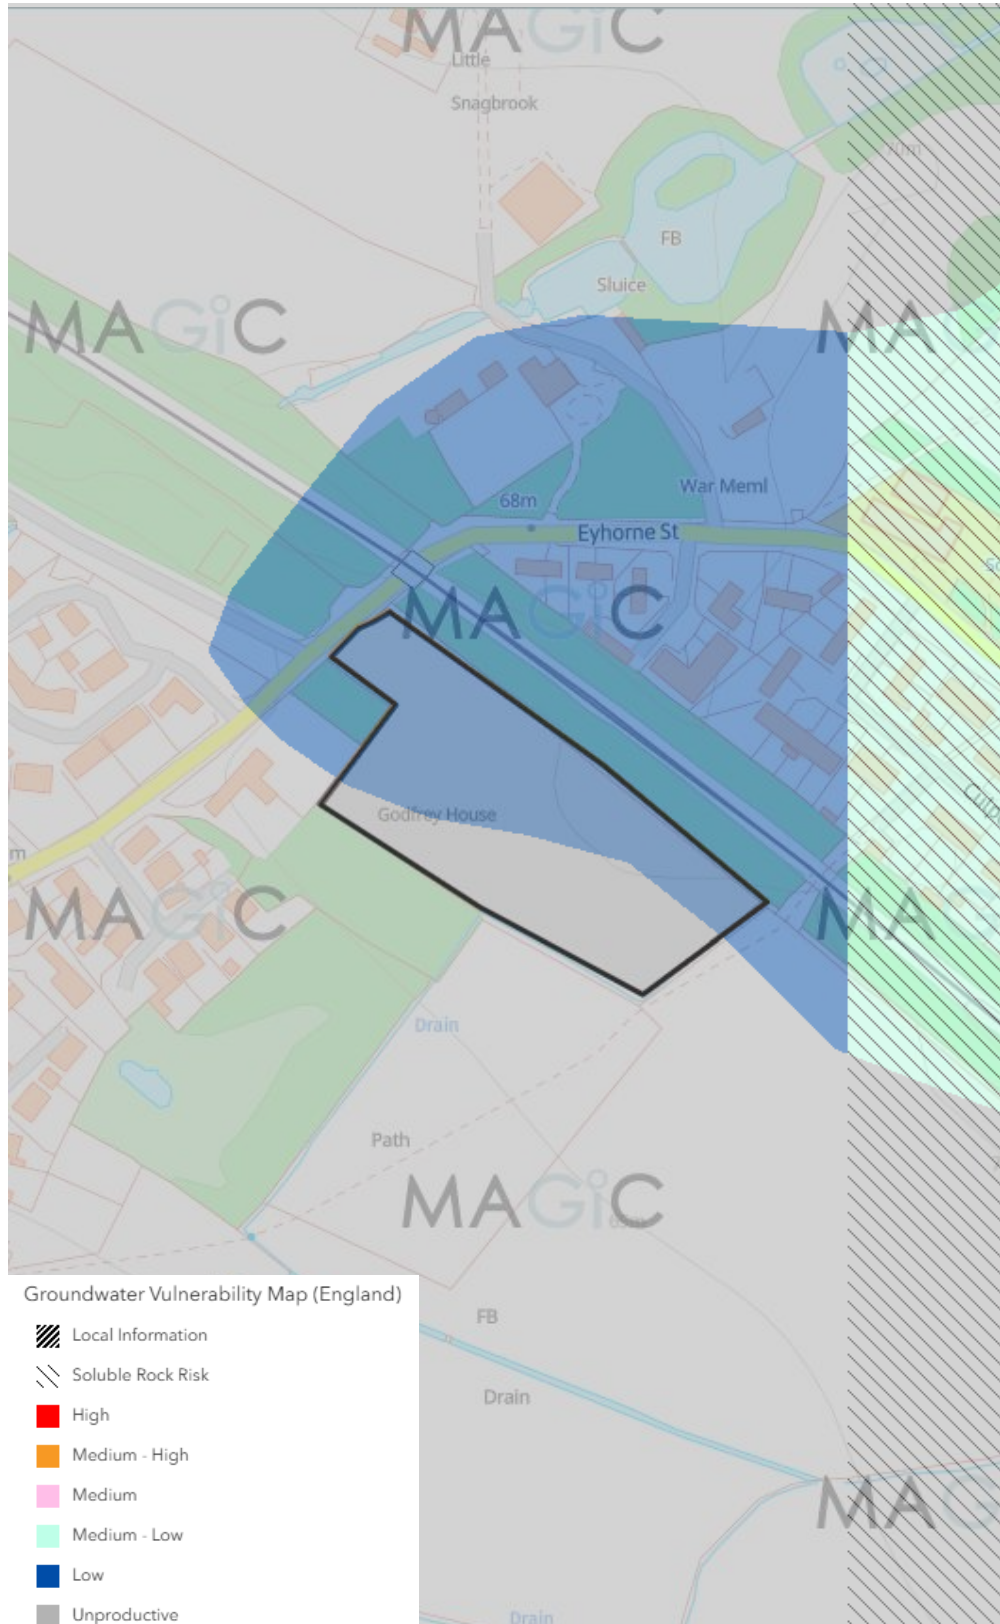 MAGiC
Little
Snagbrook
70m
FB
Sluice
MAGiC
MA
War Meml
68m
Eyhorne St
MAGiC
Godfrey House
m
MAGiC
MA
Drain
Path
MAGiC
FB
Drain
MAG
Drain
Groundwater Vulnerability Map (England)
Local Information
Soluble Rock Risk
High
Medium - High
Medium
Medium - Low
Low
Unproductive